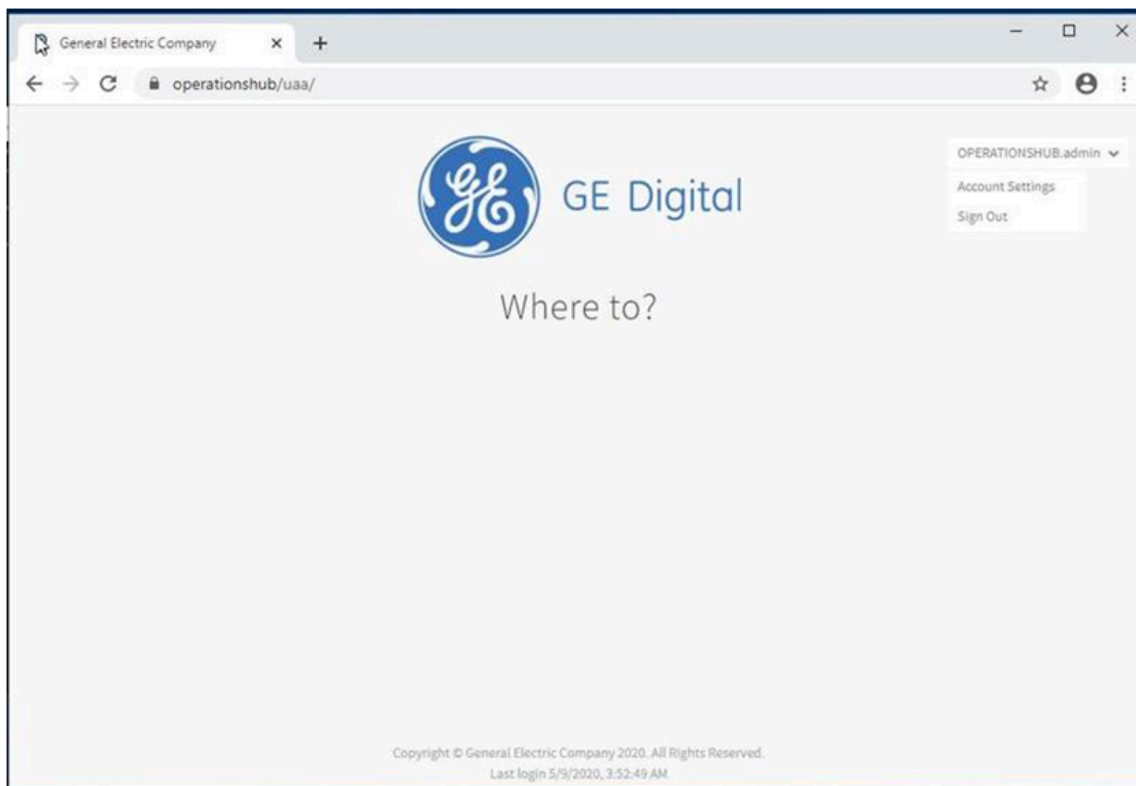 General Electric Company
operationshub/uaa/
GE Digital
OPERATIONSHUB.admin
Account Settings
Sign Out
Where to?
Copyright © General Electric Company 2020. All Rights Reserved.
Last login 5/9/2020, 3:52:49 AM